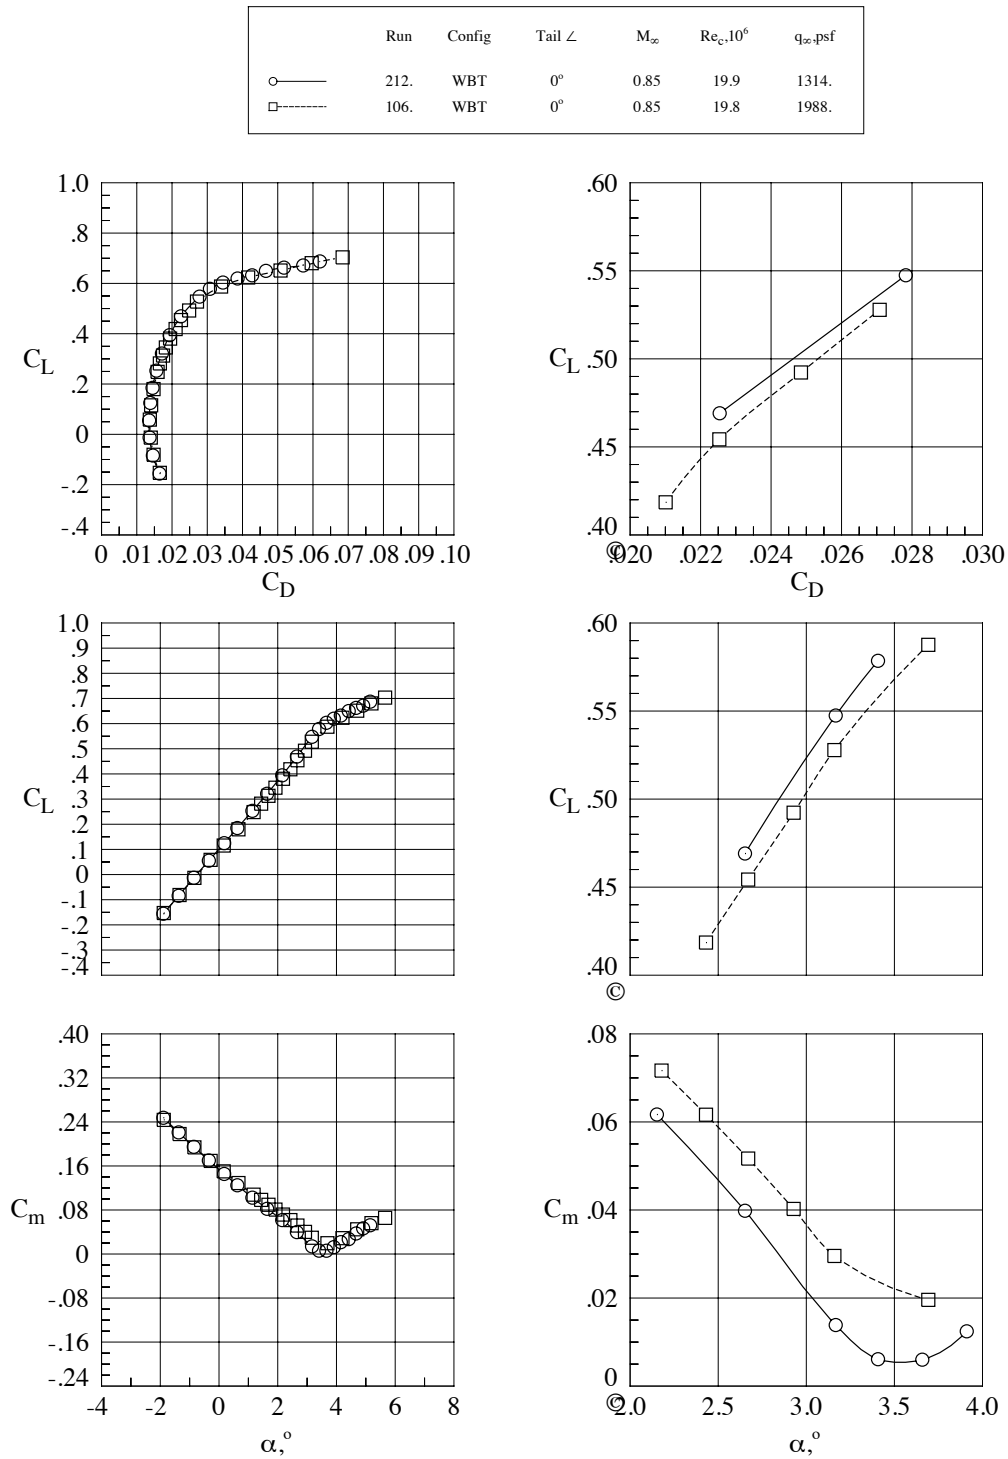 Run Config Tail ∠ M∞ Re_c,10⁶ q∞,psf
212. WBT 0° 0.85 19.9 1314.
106. WBT 0° 0.85 19.8 1988.
1.0
.8
.6
.4
.2
0
-.2
-.4
C_L
0 .01 .02 .03 .04 .05 .06 .07 .08 .09 .10
C_D
.60
.55
.50
.45
.40
C_L
©
.020 .022 .024 .026 .028 .030
C_D
1.0
.9
.8
.7
.6
.5
.4
.3
.2
.1
0
-.1
-.2
-.3
-.4
C_L
.60
.55
.50
.45
.40
C_L
©
.40
.32
.24
.16
.08
0
-.08
-.16
-.24
C_m
-4 -2 0 2 4 6 8
α,°
.08
.06
.04
.02
0
C_m
©
2.0 2.5 3.0 3.5 4.0
α,°